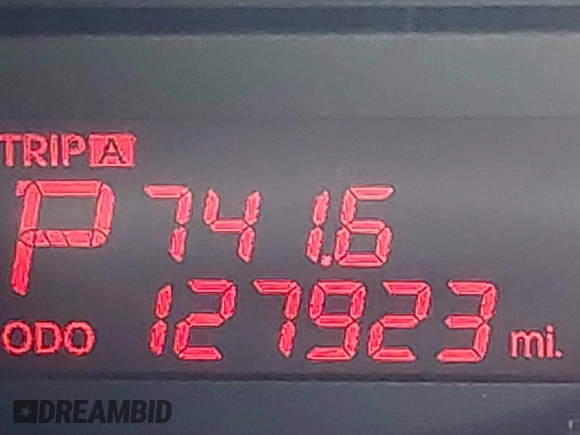 TRIP A
P 741.6
ODO 127923 mi.
DREAMBID